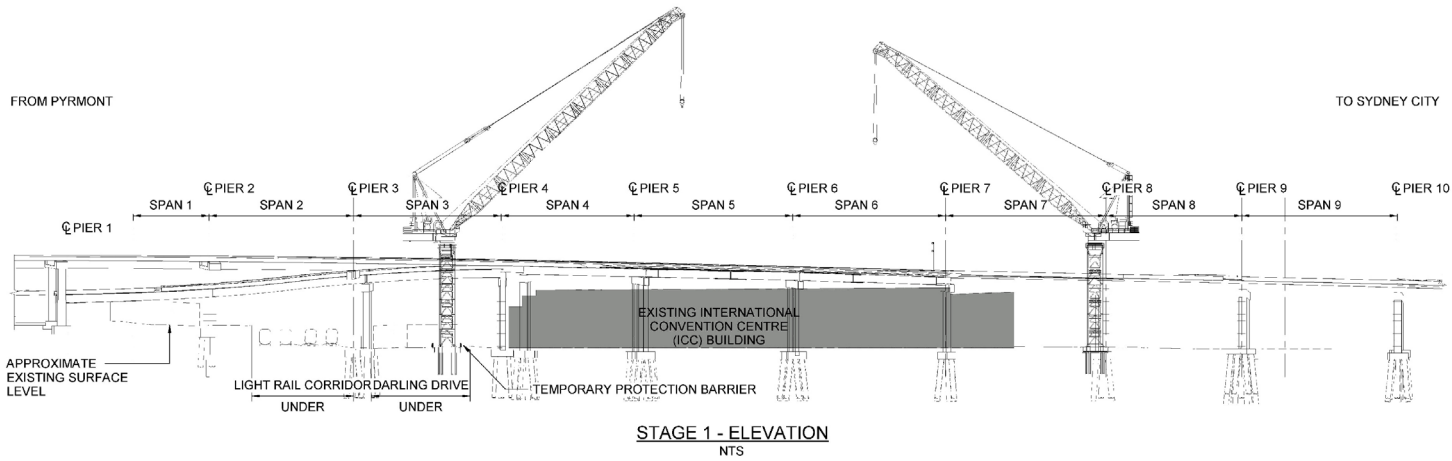 FROM PYRMONT
TO SYDNEY CITY
℄ PIER 1
℄ PIER 2
℄ PIER 3
℄ PIER 4
℄ PIER 5
℄ PIER 6
℄ PIER 7
℄ PIER 8
℄ PIER 9
℄ PIER 10
SPAN 1
SPAN 2
SPAN 3
SPAN 4
SPAN 5
SPAN 6
SPAN 7
SPAN 8
SPAN 9
EXISTING INTERNATIONAL
CONVENTION CENTRE
(ICC) BUILDING
APPROXIMATE
EXISTING SURFACE
LEVEL
LIGHT RAIL CORRIDOR
UNDER
DARLING DRIVE
UNDER
TEMPORARY PROTECTION BARRIER
STAGE 1 - ELEVATION
NTS